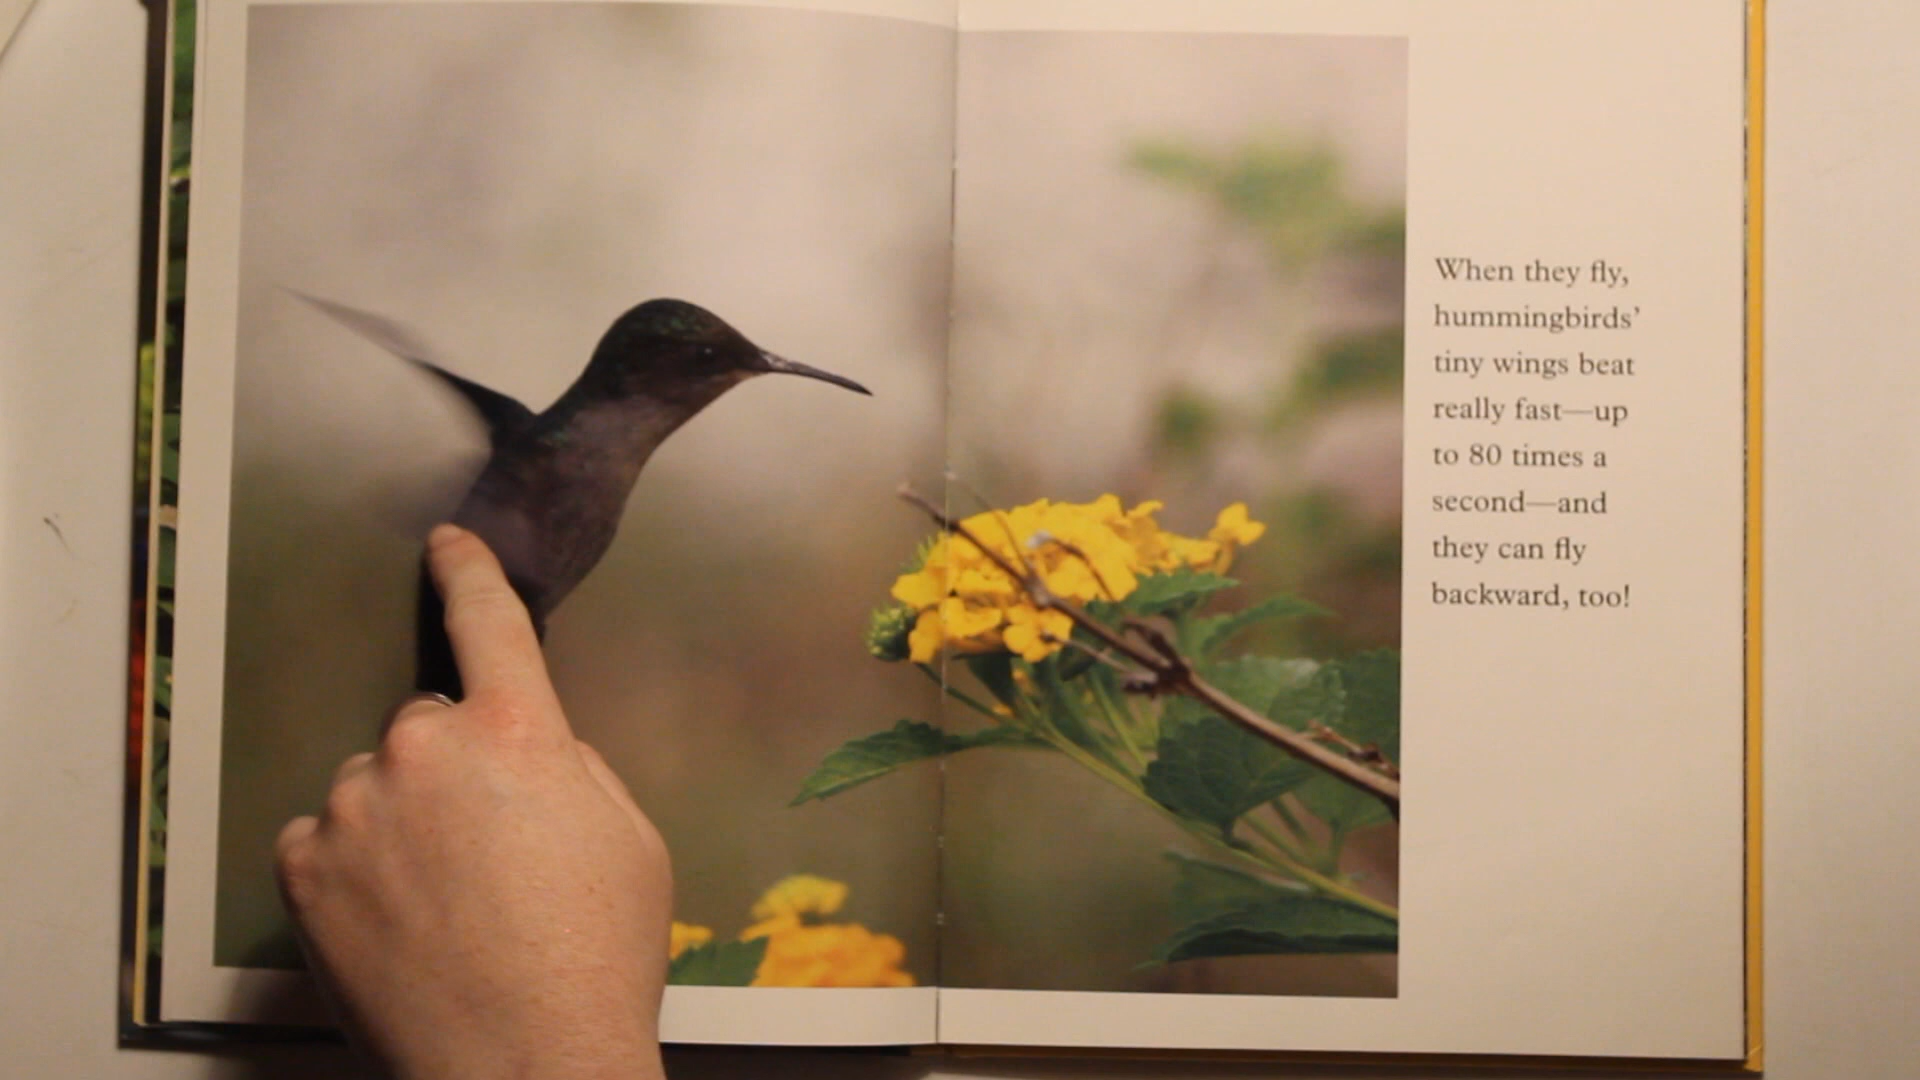 When they fly,
hummingbirds’
tiny wings beat
really fast—up
to 80 times a
second—and
they can fly
backward, too!